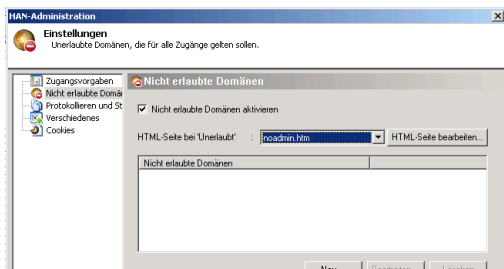 HAN-Administration
Einstellungen
Unerlaubte Domänen, die für alle Zugänge gelten sollen.
Zugangsvorgaben
Nicht erlaubte Domä
Protokollieren und St
Verschiedenes
Cookies
Nicht erlaubte Domänen
Nicht erlaubte Domänen aktivieren
HTML-Seite bei 'Unerlaubt' : noadmin.htm HTML-Seite bearbeiten...
Nicht erlaubte Domänen